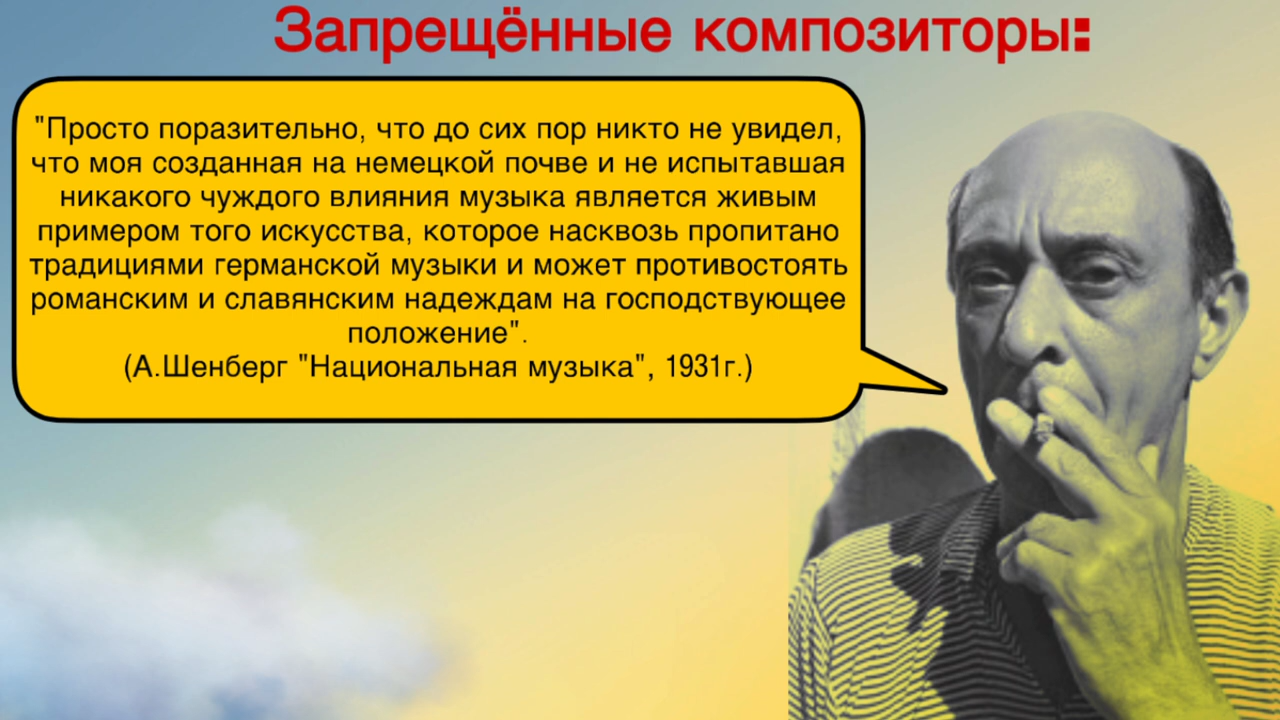 Запрещённые композиторы:
"Просто поразительно, что до сих пор никто не увидел,
что моя созданная на немецкой почве и не испытавшая
никакого чуждого влияния музыка является живым
примером того искусства, которое насквозь пропитано
традициями германской музыки и может противостоять
романским и славянским надеждам на господствующее
положение".
(А.Шенберг "Национальная музыка", 1931г.)